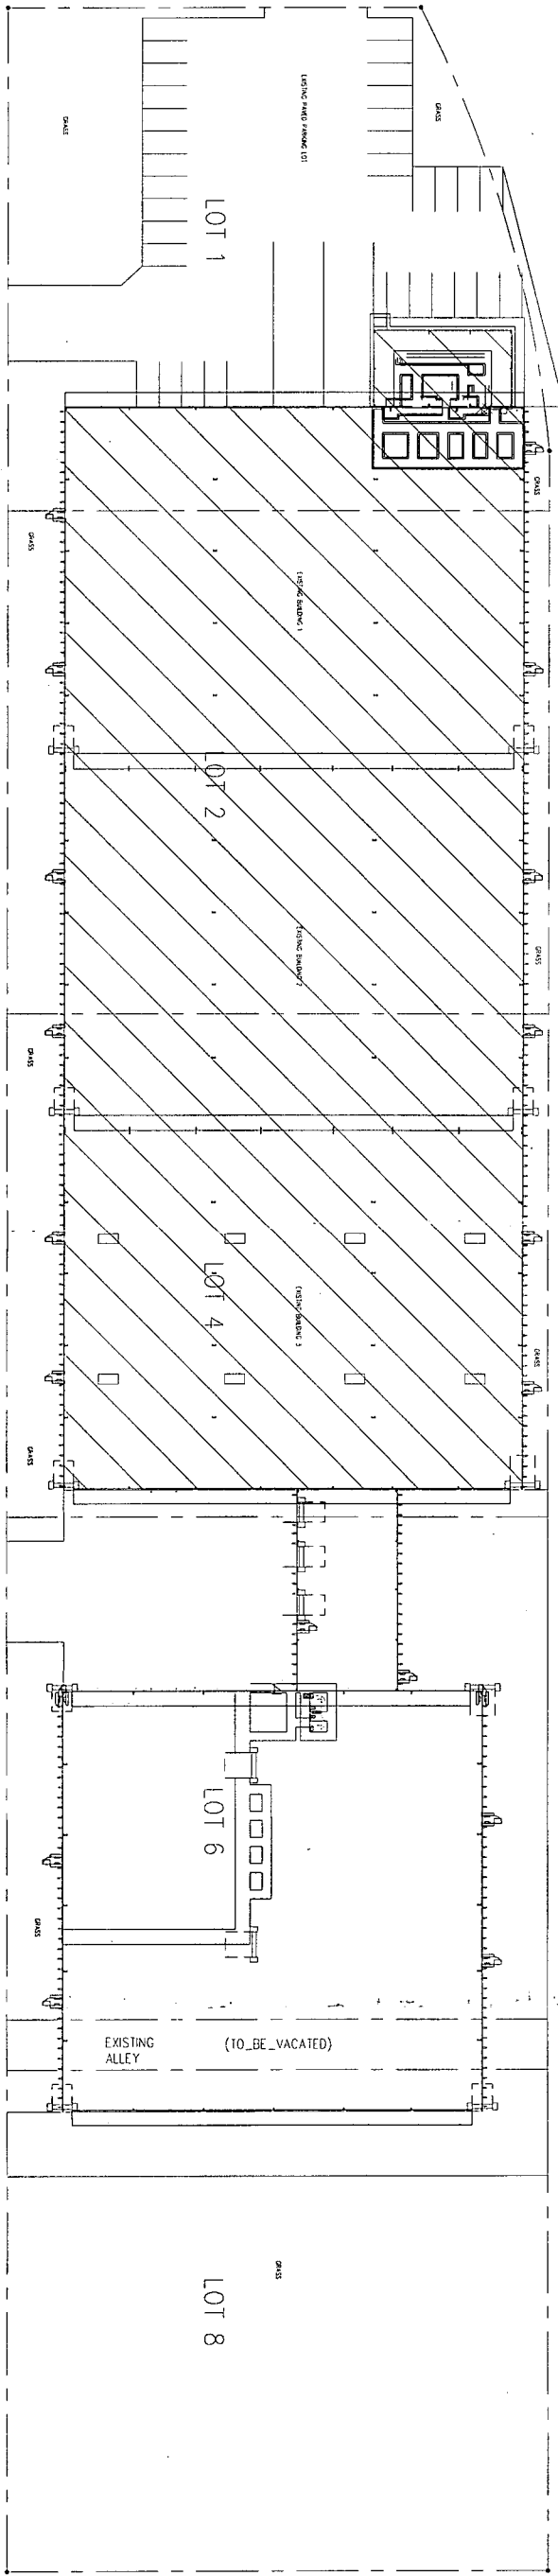 GRASS
EXISTING PAVED PARKING LOT
GRASS
LOT 1
GRASS
GRASS
EXISTING BUILDING 1
LOT 2
EXISTING BUILDING 2
GRASS
GRASS
LOT 4
EXISTING BUILDING 3
GRASS
GRASS
LOT 6
GRASS
EXISTING
ALLEY
(TO_BE_VACATED)
GRASS
LOT 8